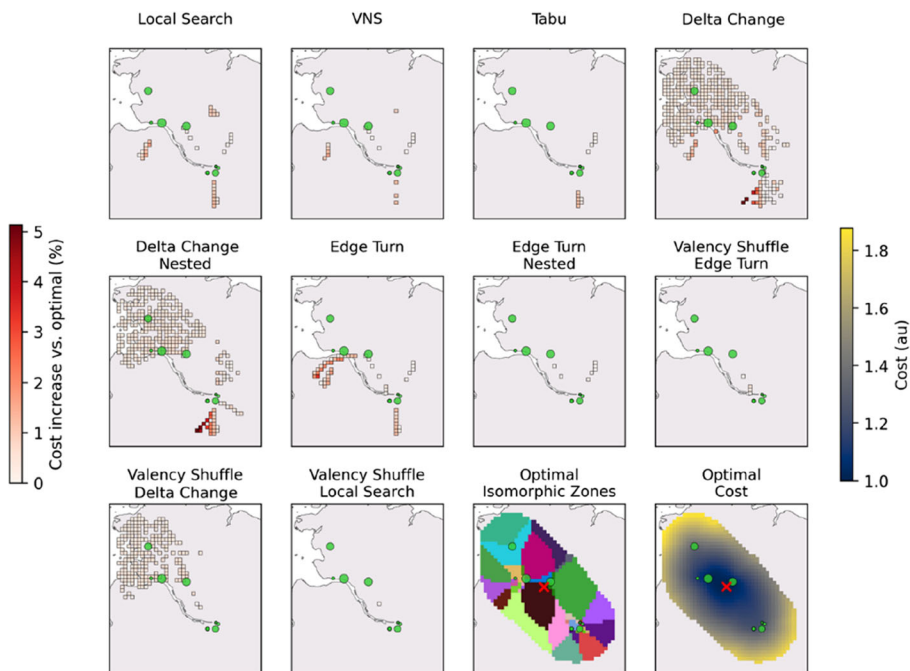 Local Search
VNS
Tabu
Delta Change
Delta Change
Nested
Edge Turn
Edge Turn
Nested
Valency Shuffle
Edge Turn
Valency Shuffle
Delta Change
Valency Shuffle
Local Search
Optimal
Isomorphic Zones
Optimal
Cost
Cost increase vs. optimal (%)
5
4
3
2
1
0
Cost (au)
1.8
1.6
1.4
1.2
1.0